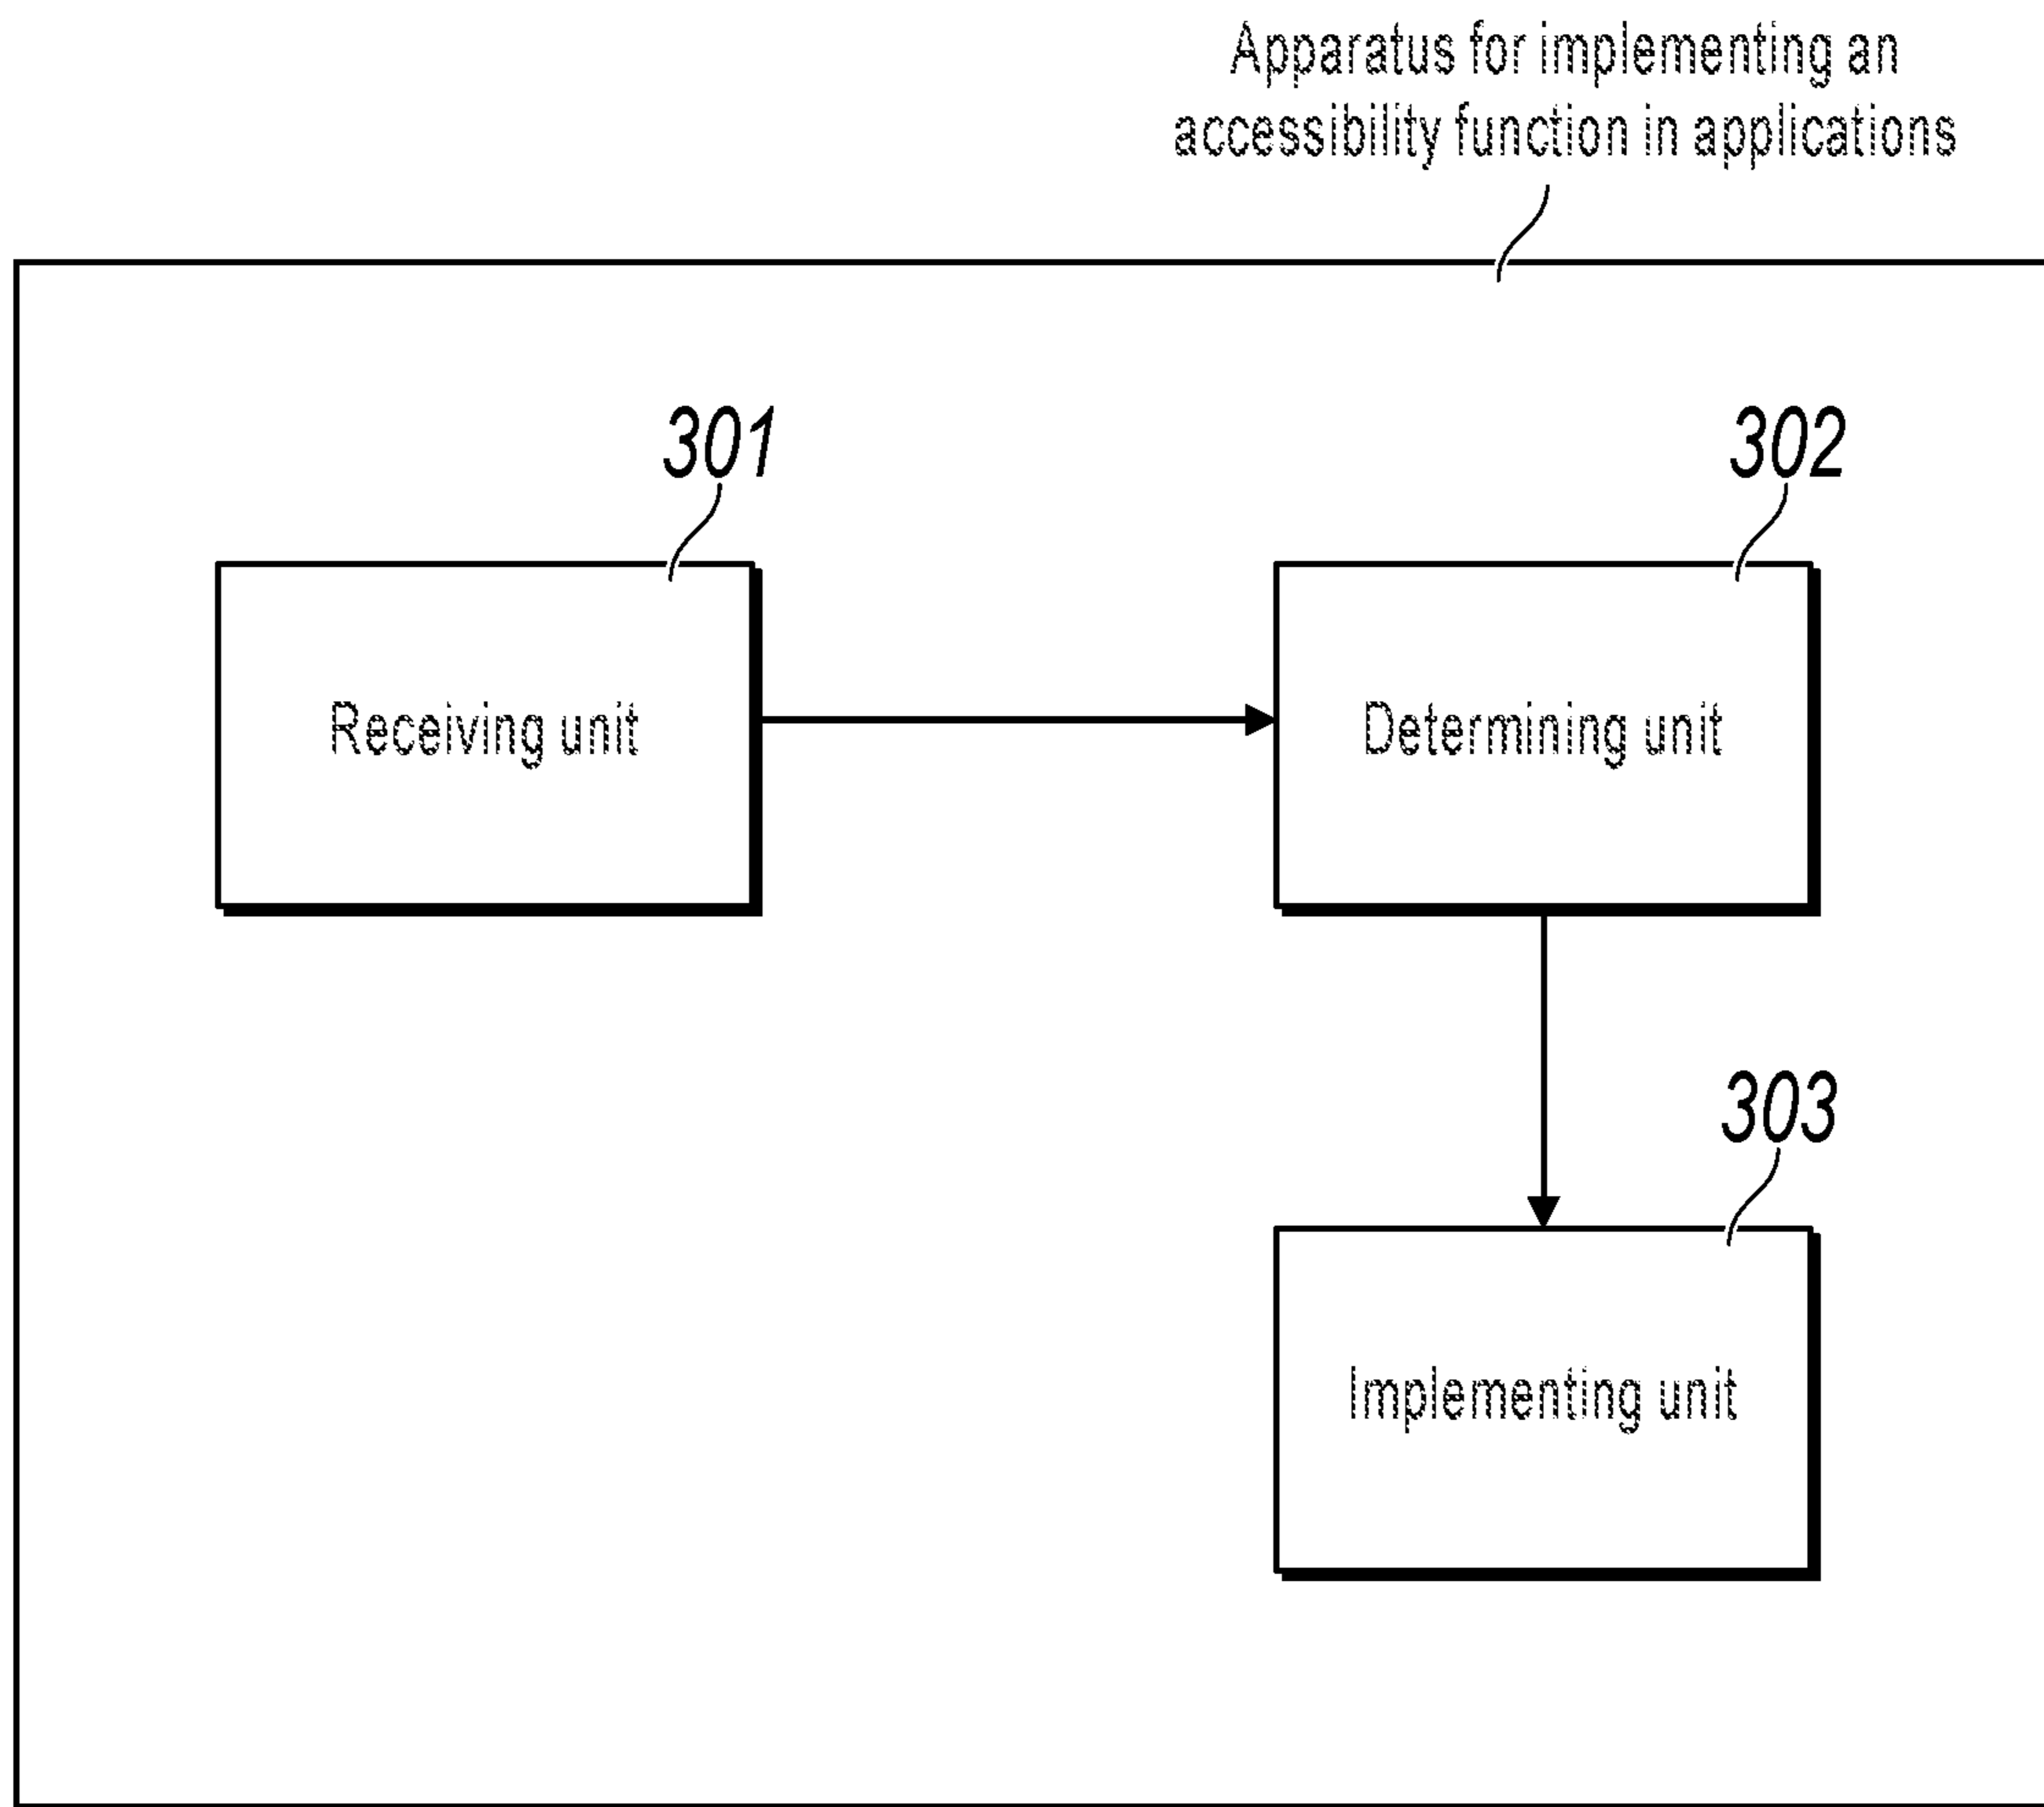 Apparatus for implementing an
accessibility function in applications
301
302
Receiving unit
Determining unit
303
Implementing unit